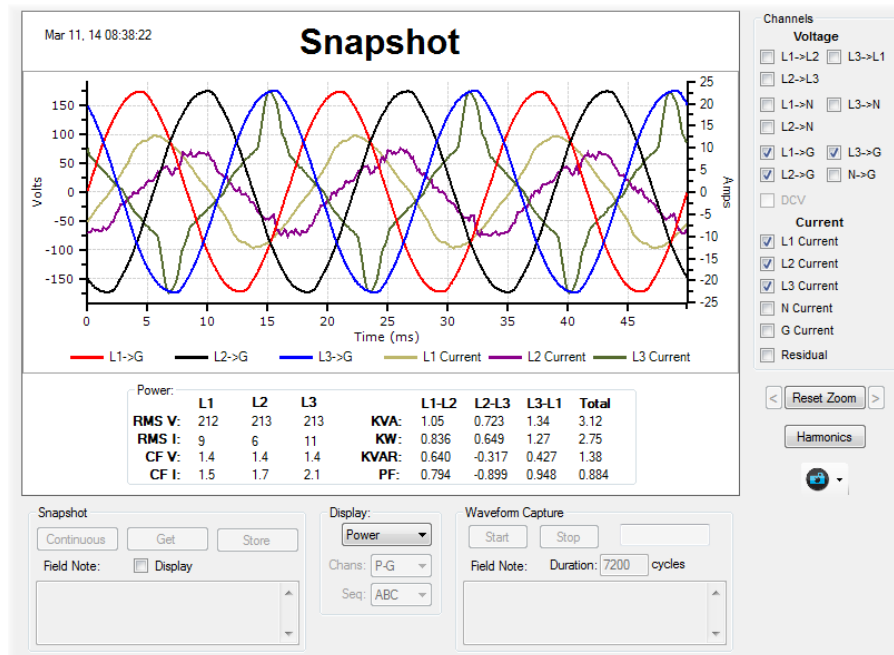 Mar 11, 14 08:38:22
Snapshot
Volts
150
100
50
0
-50
-100
-150
25
20
15
10
5
0
-5
-10
-15
-20
-25
Amps
0 5 10 15 20 25 30 35 40 45
Time (ms)
L1->G L2->G L3->G L1 Current L2 Current L3 Current
Power:
L1 L2 L3 L1-L2 L2-L3 L3-L1 Total
RMS V: 212 213 213 KVA: 1.05 0.723 1.34 3.12
RMS I: 9 6 11 KW: 0.836 0.649 1.27 2.75
CF V: 1.4 1.4 1.4 KVAR: 0.640 -0.317 0.427 1.38
CF I: 1.5 1.7 2.1 PF: 0.794 -0.899 0.948 0.884
Channels
Voltage
L1->L2 L3->L1
L2->L3
L1->N L3->N
L2->N
L1->G L3->G
L2->G N->G
DCV
Current
L1 Current
L2 Current
L3 Current
N Current
G Current
Residual
< Reset Zoom >
Harmonics
Snapshot
Continuous Get Store
Field Note: Display
Display:
Power
Chans: P-G
Seq: ABC
Waveform Capture
Start Stop
Field Note: Duration: 7200 cycles